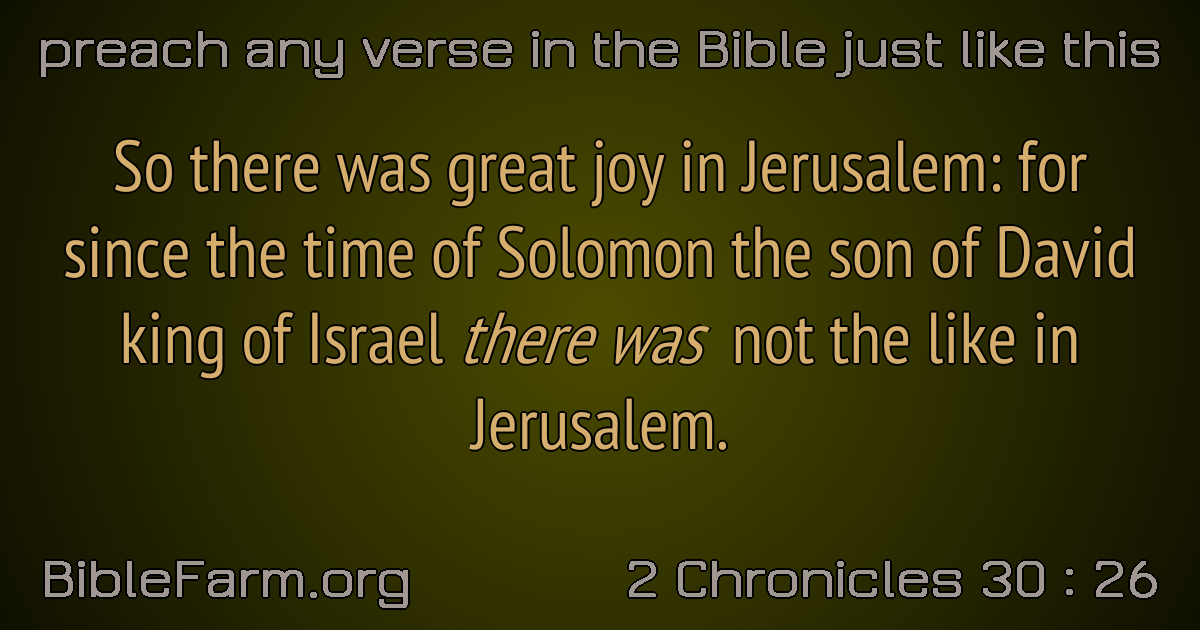 preach any verse in the Bible just like this
So there was great joy in Jerusalem: for
since the time of Solomon the son of David
king of Israel there was not the like in
Jerusalem.
BibleFarm.org
2 Chronicles 30 : 26